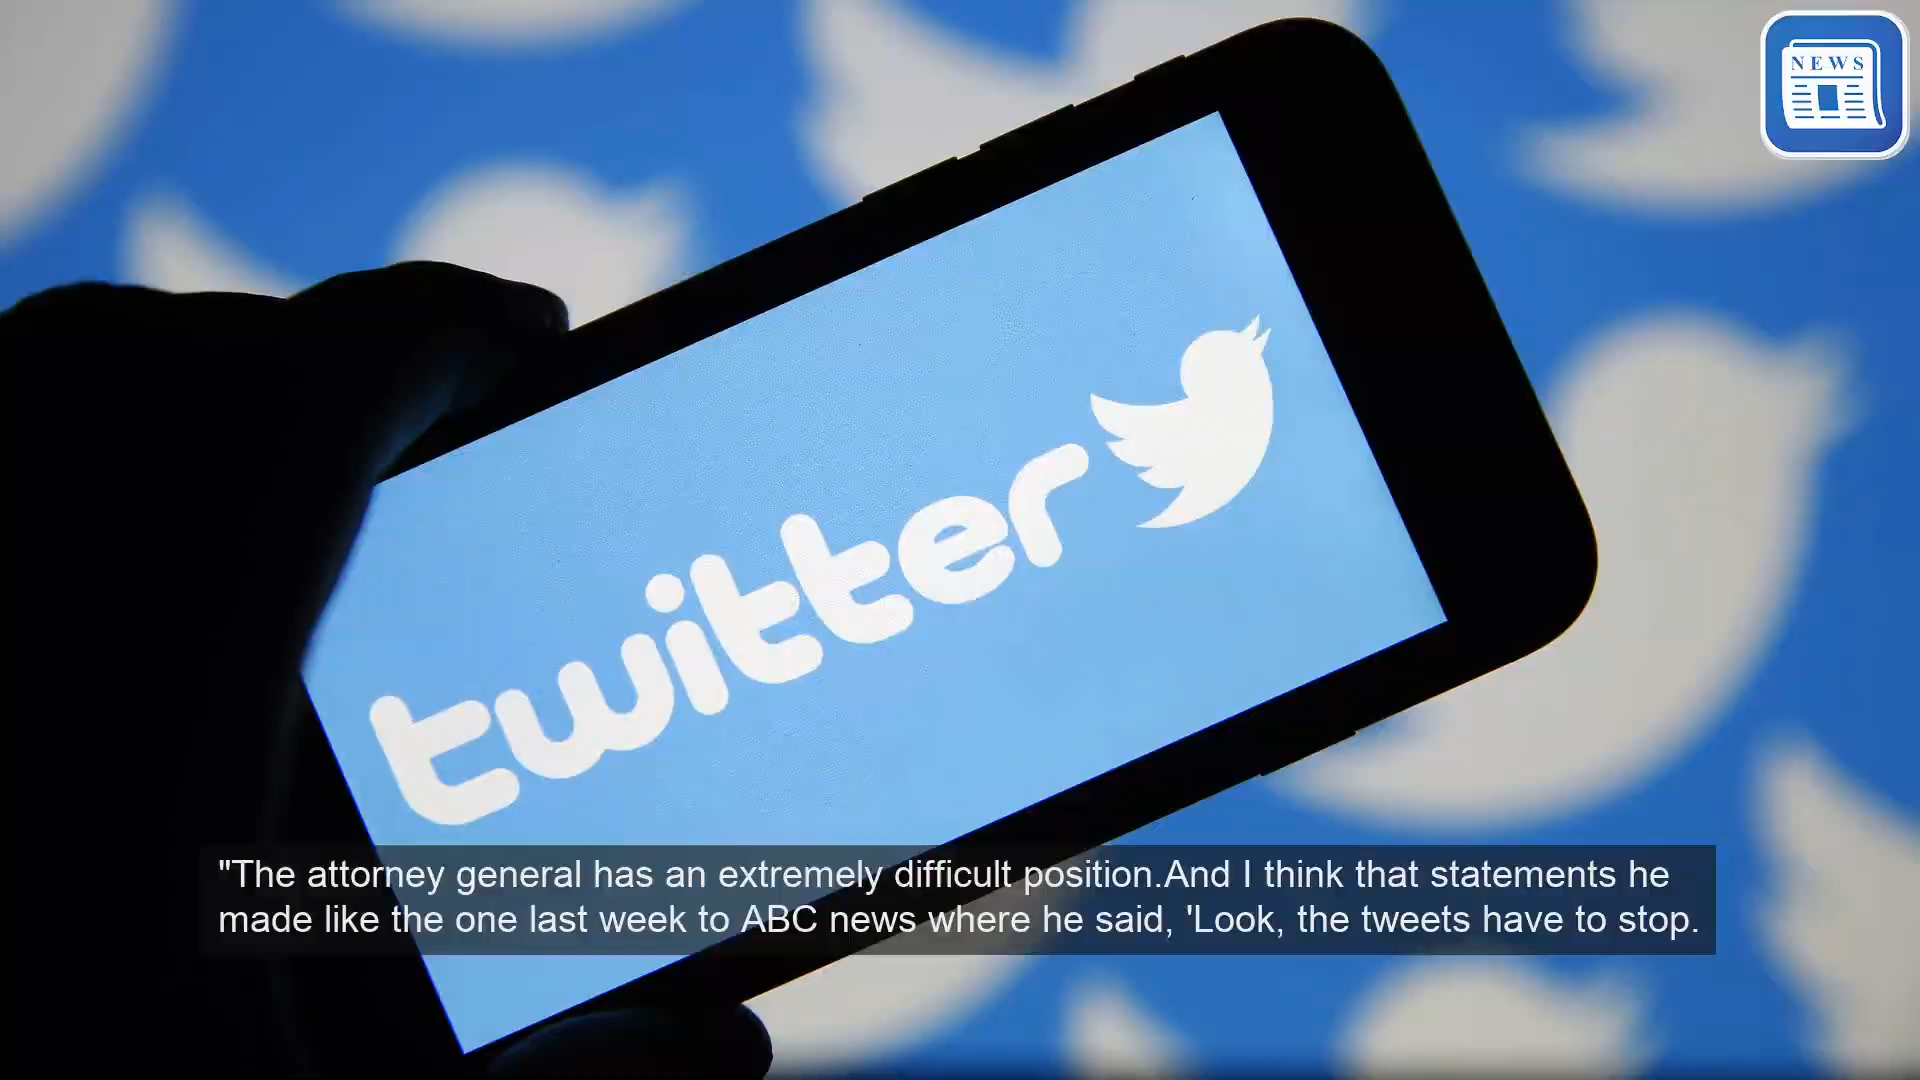 NEWS
twitter
"The attorney general has an extremely difficult position.And I think that statements he
made like the one last week to ABC news where he said, 'Look, the tweets have to stop.